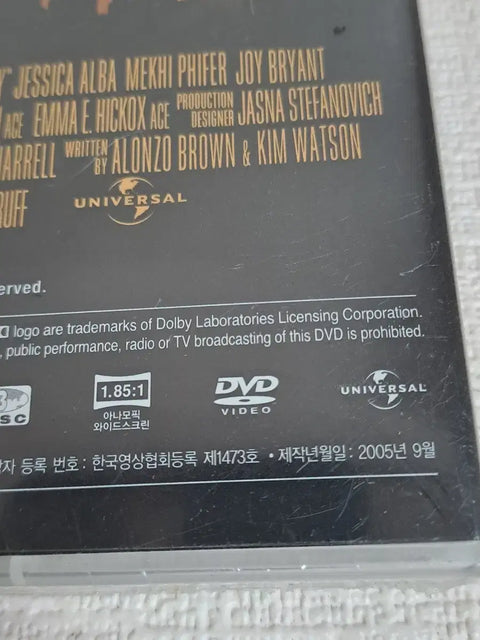 JESSICA ALBA MEKHI PHIFER JOY BRYANT
ACE EMMA E. HICKOX ACE PRODUCTION DESIGNER JASNA STEFANOVICH
WRITTEN BY ALONZO BROWN & KIM WATSON
RUFF
UNIVERSAL
erved.
logo are trademarks of Dolby Laboratories Licensing Corporation.
, public performance, radio or TV broadcasting of this DVD is prohibited.
3
SC
1.85:1
아나모픽
와이드스크린
DVD
VIDEO
UNIVERSAL
자 등록 번호 : 한국영상협회등록 제1473호 • 제작년월일 : 2005년 9월